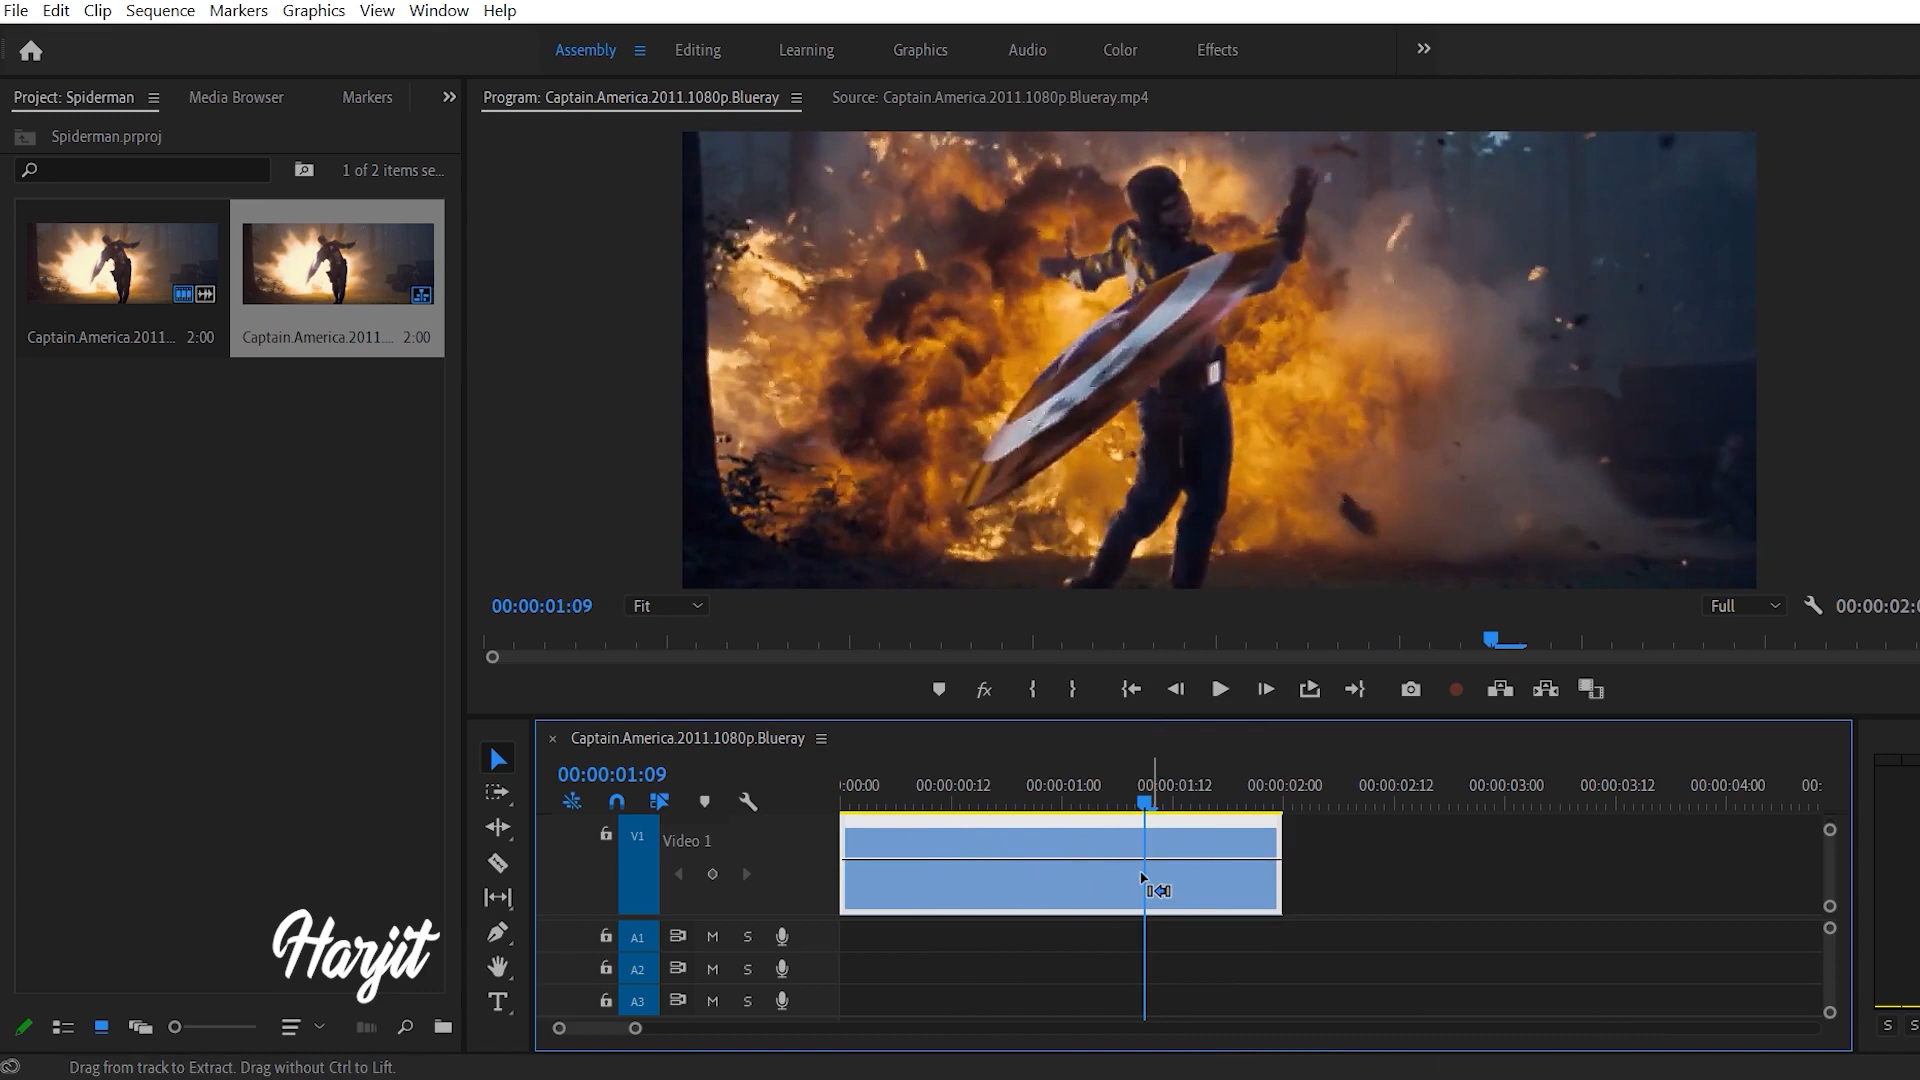 File Edit Clip Sequence Markers Graphics View Window Help
Assembly Editing Learning Graphics Audio Color Effects
Project: Spiderman Media Browser Markers
Program: Captain.America.2011.1080p.Blueray Source: Captain.America.2011.1080p.Blueray.mp4
Spiderman.prproj
1 of 2 items se...
Captain.America.2011... 2:00 Captain.America.2011.... 2:00
00:00:01:09 Fit Full 00:00:02:0
fx
Captain.America.2011.1080p.Blueray
00:00:01:09
:00:00 00:00:00:12 00:00:01:00 00:00:01:12 00:00:02:00 00:00:02:12 00:00:03:00 00:00:03:12 00:00:04:00 00:
V1 Video 1
A1 M S
A2 M S
A3 M S
Harjit
S S
Drag from track to Extract. Drag without Ctrl to Lift.